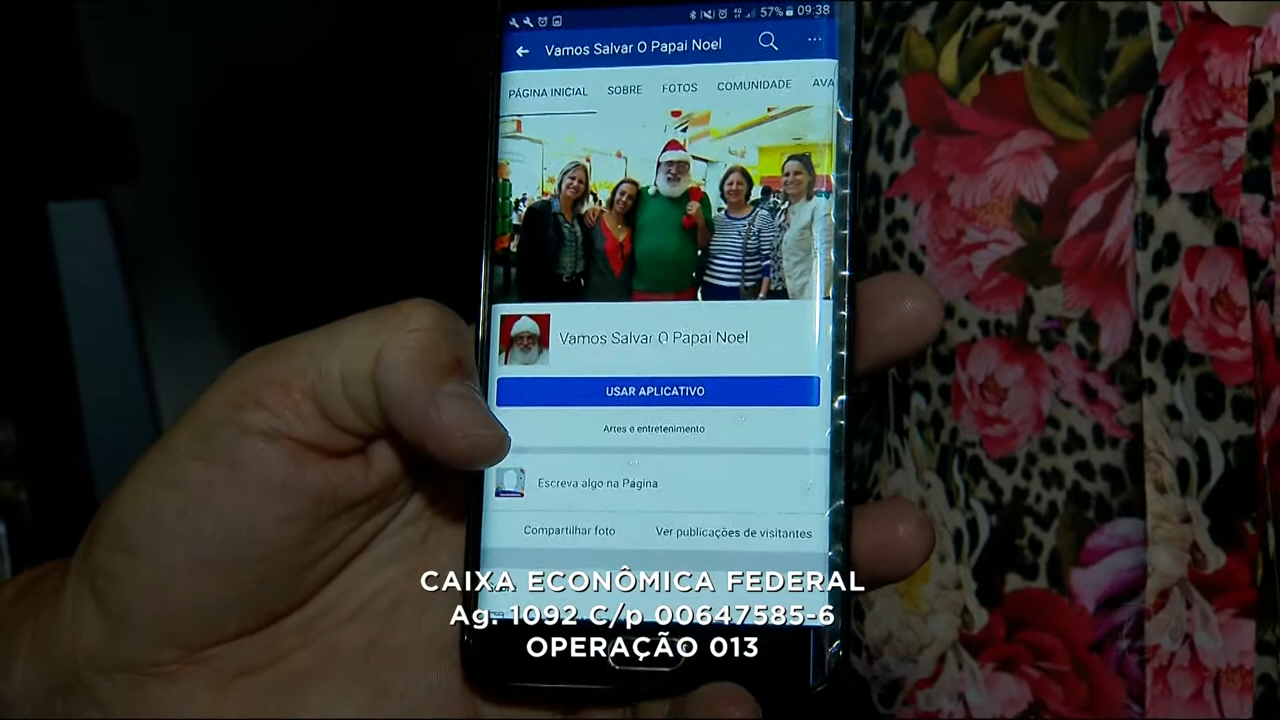 57% 09:38
Vamos Salvar O Papai Noel
PÁGINA INICIAL SOBRE FOTOS COMUNIDADE AVA
Vamos Salvar O Papai Noel
USAR APLICATIVO
Artes e entretenimento
Escreva algo na Página
Compartilhar foto Ver publicações de visitantes
CAIXA ECONÔMICA FEDERAL
Ag. 1092 C/p 00647585-6
OPERAÇÃO 013